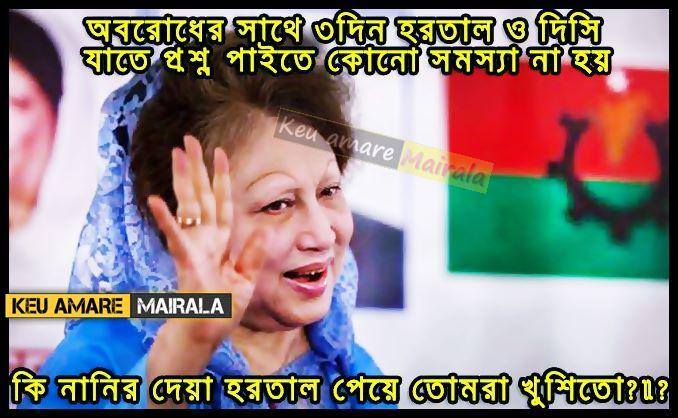 অবরোধের সাথে ৩দিন হরতাল ও দিসি
যাতে প্রশ্ন পাইতে কোনো সমস্যা না হয়
Keu amare Mairala
KEU AMARE MAIRALA
কি নানির দেয়া হরতাল পেয়ে তোমরা খুশিতো?